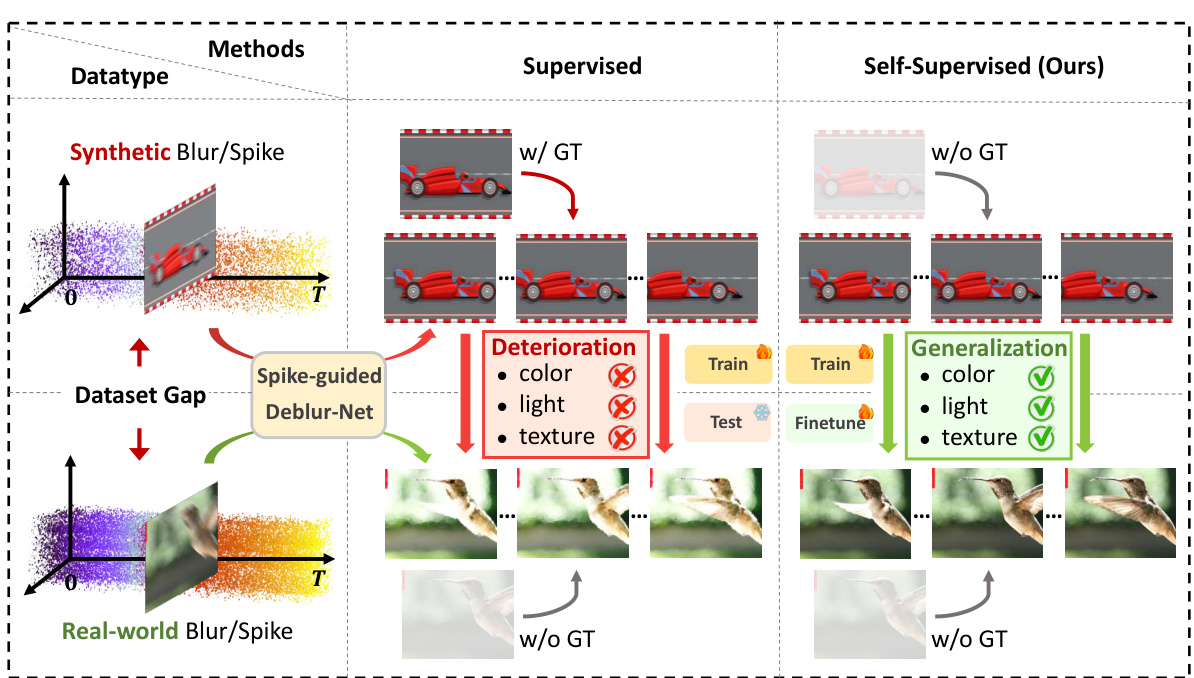 Methods
Datatype
Supervised
Self-Supervised (Ours)
Synthetic Blur/Spike
w/ GT
w/o GT
0
T
Dataset Gap
Spike-guided
Deblur-Net
Deterioration
• color
• light
• texture
Train
Test
Train
Finetune
Generalization
• color
• light
• texture
0
T
Real-world Blur/Spike
w/o GT
w/o GT